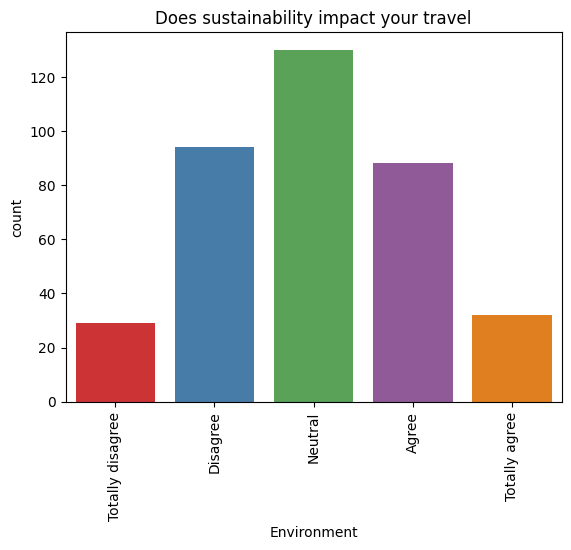 Does sustainability impact your travel
count
120
100
80
60
40
20
0
Totally disagree
Disagree
Neutral
Agree
Totally agree
Environment